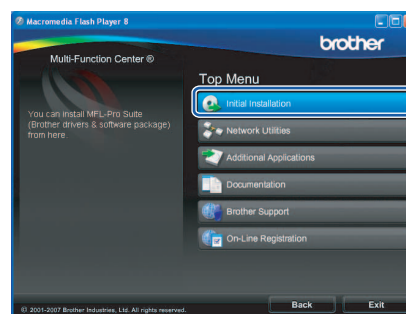 Macromedia Flash Player 8
brother
Multi-Function Center ®
Top Menu
You can install MFL-Pro Suite
(Brother drivers & software package)
from here.
Initial Installation
Network Utilities
Additional Applications
Documentation
Brother Support
On-Line Registration
© 2001-2007 Brother Industries, Ltd. All rights reserved.
Back
Exit